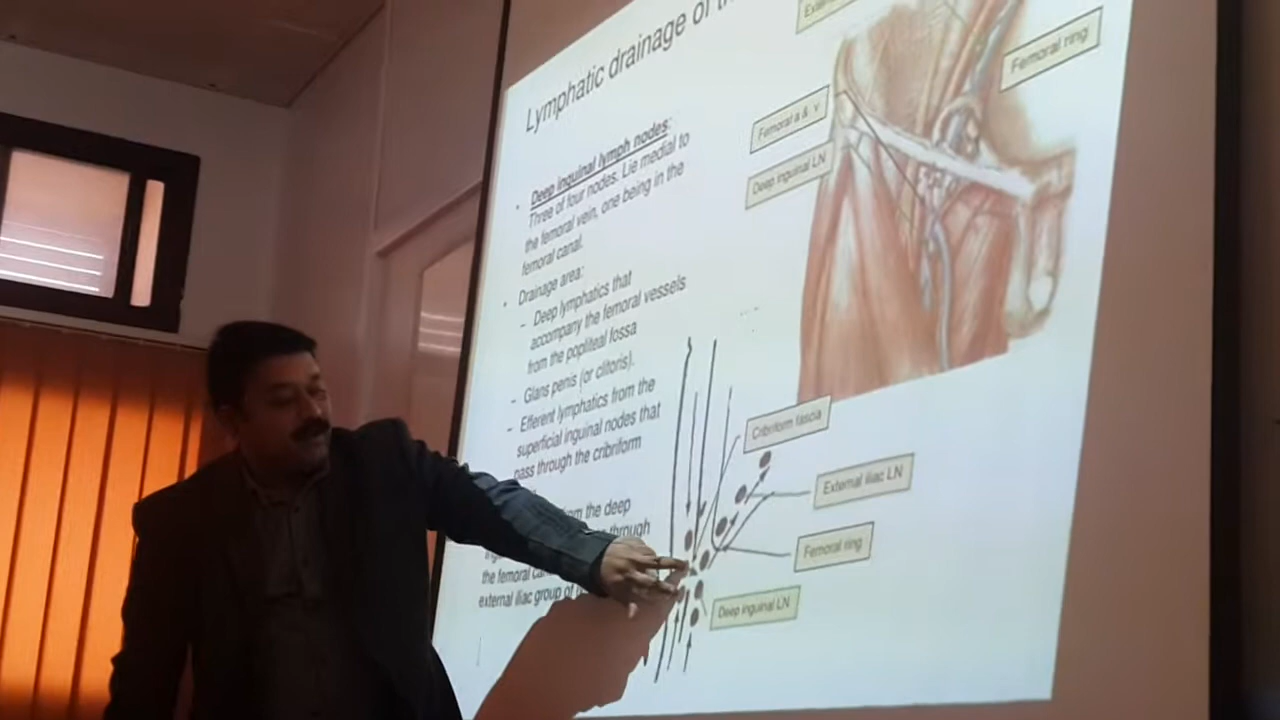 Lymphatic drainage of
Deep inguinal lymph nodes:
Three of four nodes. Lie medial to
the femoral vein, one being in the
femoral canal.
Drainage area:
– Deep lymphatics that
accompany the femoral vessels
from the popliteal fossa
– Glans penis (or clitoris).
– Efferent lymphatics from the
superficial inguinal nodes that
pass through the cribriform
the deep
through
the femoral
external iliac group of
Femoral ring
Femoral a & v
Deep inguinal LN
Cribriform fascia
External iliac LN
Femoral ring
Deep inguinal LN